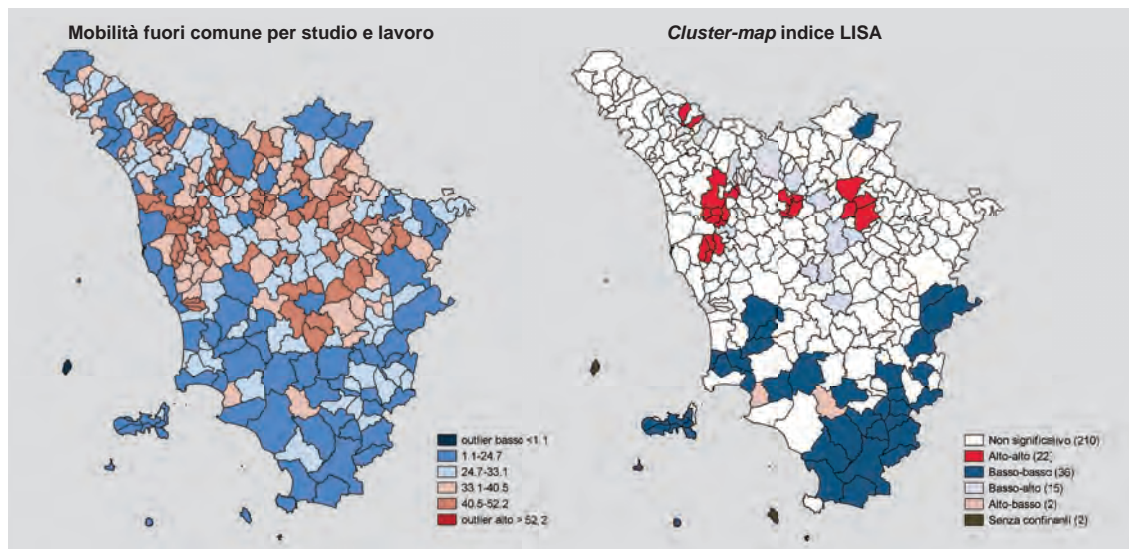 Mobilità fuori comune per studio e lavoro
Cluster-map indice LISA
outlier basso <1.1
1.1-24.7
24.7-33.1
33.1-40.5
40.5-52.2
outlier alto > 52.2
Non significativo (210)
Alto-alto (22)
Basso-basso (36)
Basso-alto (15)
Alto-basso (2)
Senza confinanti (2)